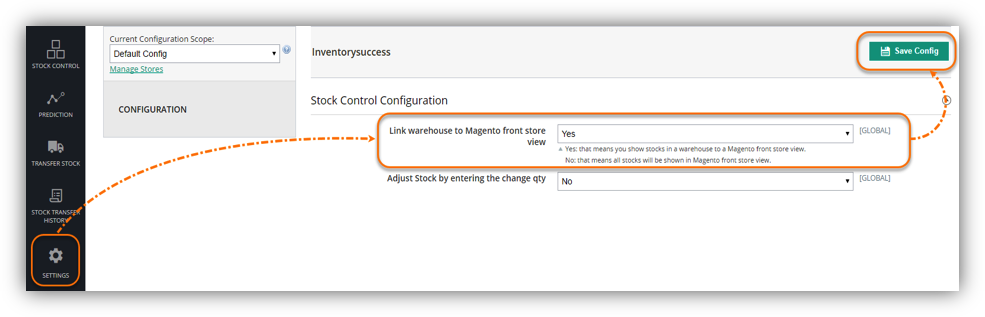 STOCK CONTROL
PREDICTION
TRANSFER STOCK
STOCK TRANSFER
HISTORY
SETTINGS
Current Configuration Scope:
Default Config
Manage Stores
CONFIGURATION
Inventorysuccess
Save Config
Stock Control Configuration
Link warehouse to Magento front store
view
Yes
[GLOBAL]
Yes: that means you show stocks in a warehouse to a Magento front store view.
No: that means all stocks will be shown in Magento front store view.
Adjust Stock by entering the change qty
No
[GLOBAL]